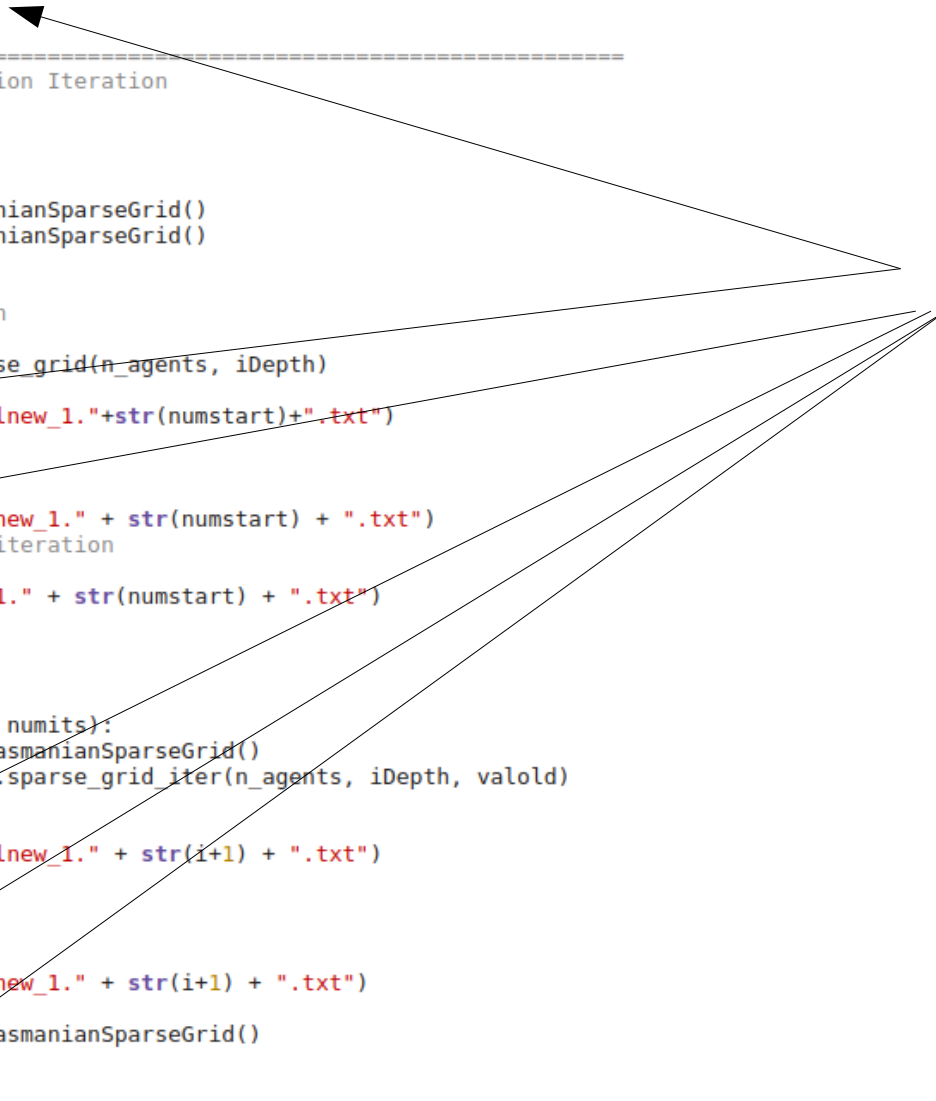 ===============================================
ion Iteration
nianSparseGrid()
nianSparseGrid()
n
se_grid(n_agents, iDepth)
lnew_1."+str(numstart)+".txt")
new_1." + str(numstart) + ".txt")
iteration
1." + str(numstart) + ".txt")
numits):
asmanianSparseGrid()
.sparse_grid_iter(n_agents, iDepth, valold)
lnew_1." + str(i+1) + ".txt")
new_1." + str(i+1) + ".txt")
asmanianSparseGrid()